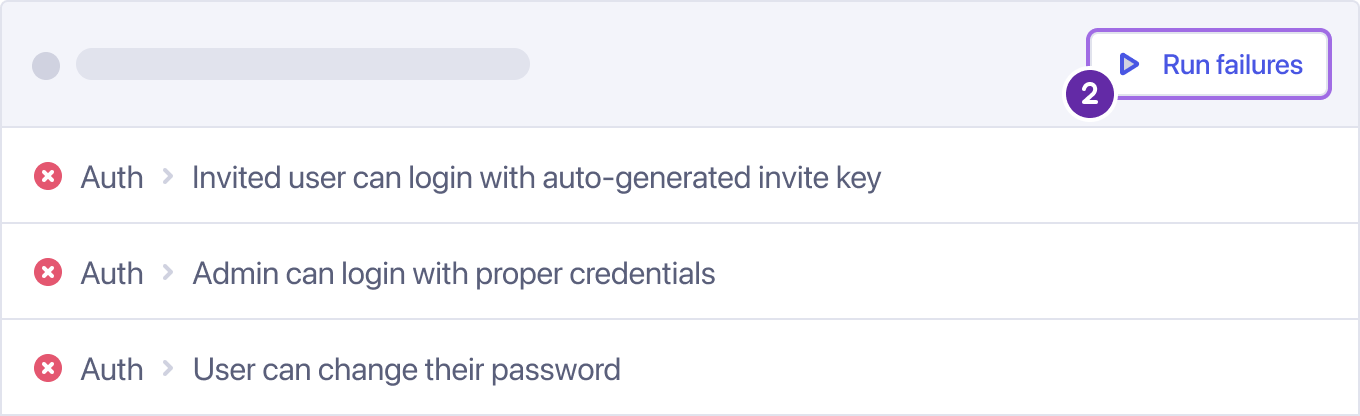 Run failures
2
Auth > Invited user can login with auto-generated invite key
Auth > Admin can login with proper credentials
Auth > User can change their password